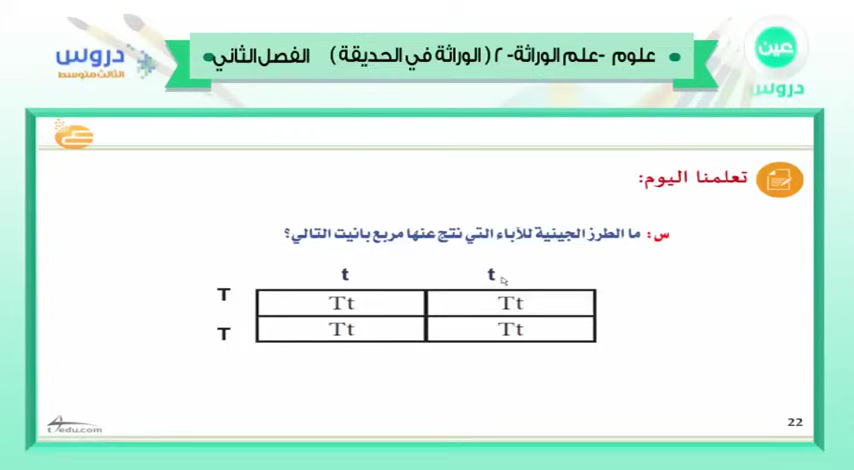 علوم -علم الوراثة- ٢ ( الوراثة في الحديقة ) الفصل الثاني
عين
دروس
دروس
الثالث متوسط
تعلمنا اليوم:
س: ما الطرز الجينية للآباء التي نتج عنها مربع بانيت التالي؟
t t
T Tt Tt
T Tt Tt
t4edu.com
22